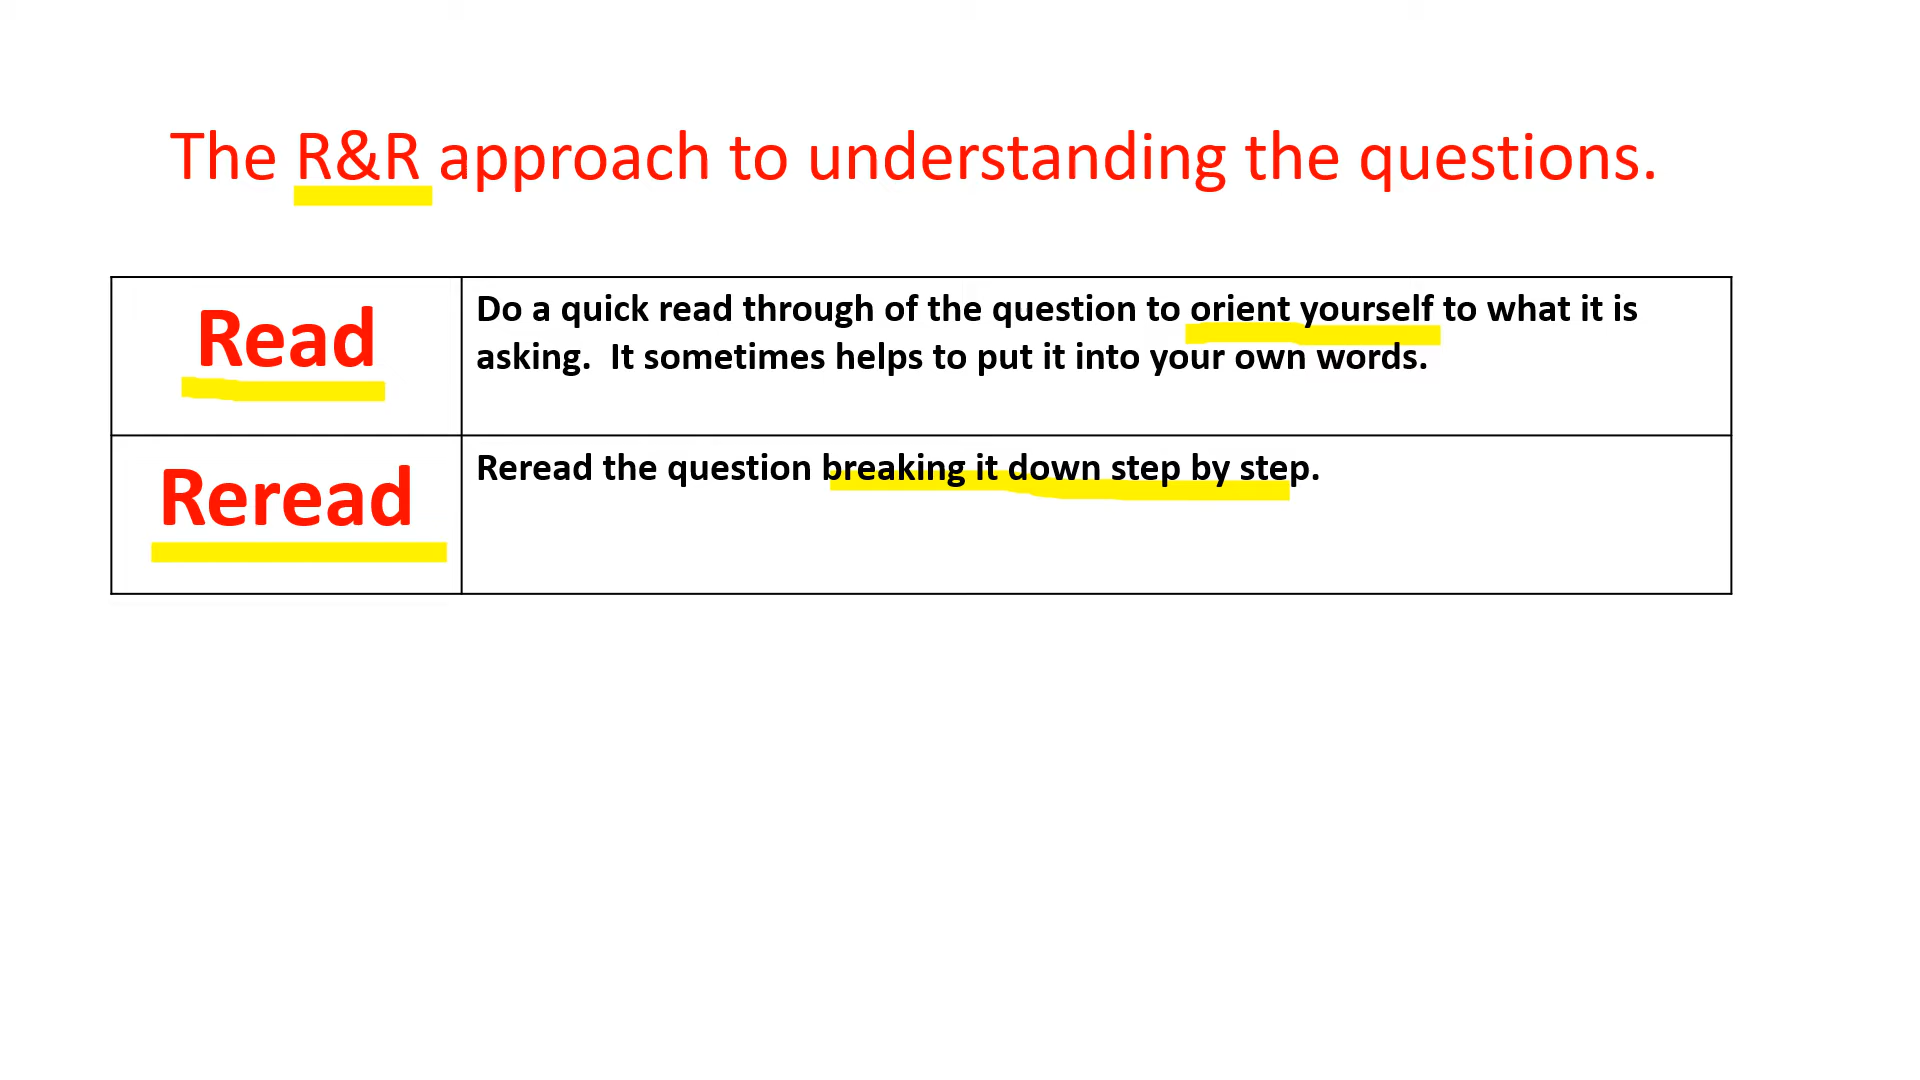 The R&R approach to understanding the questions.
Read
Do a quick read through of the question to orient yourself to what it is
asking.  It sometimes helps to put it into your own words.
Reread
Reread the question breaking it down step by step.